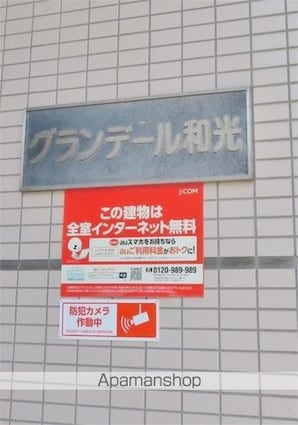 グランデール和光
J:COM
この建物は
全室インターネット無料
auスマホをお持ちなら
auご利用料金がおトクに!
0120-989-989
防犯カメラ
作動中
Apamanshop